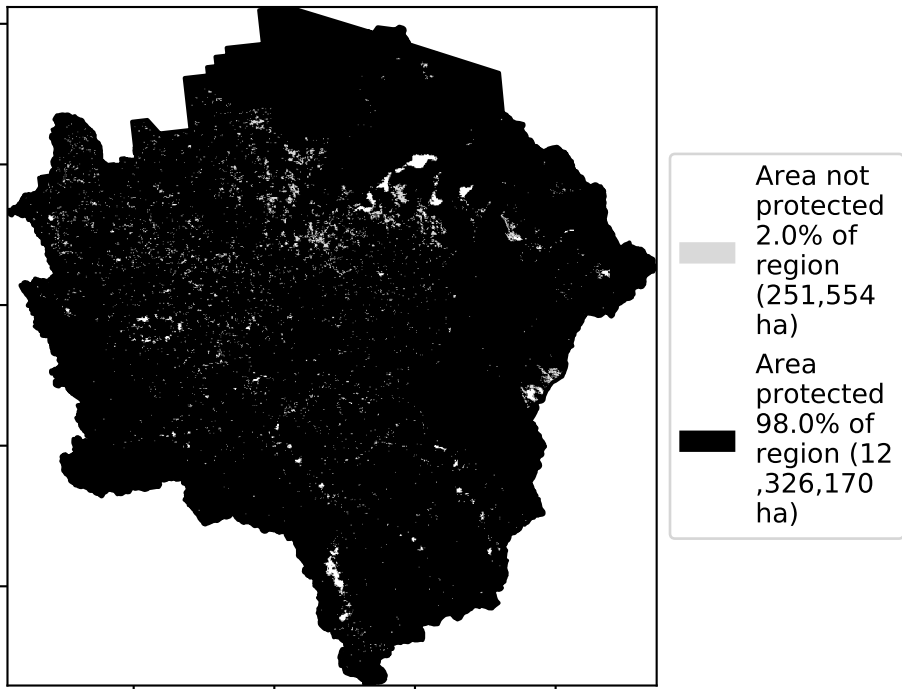 Area not
protected
2.0% of
region
(251,554
ha)
Area
protected
98.0% of
region (12
,326,170
ha)